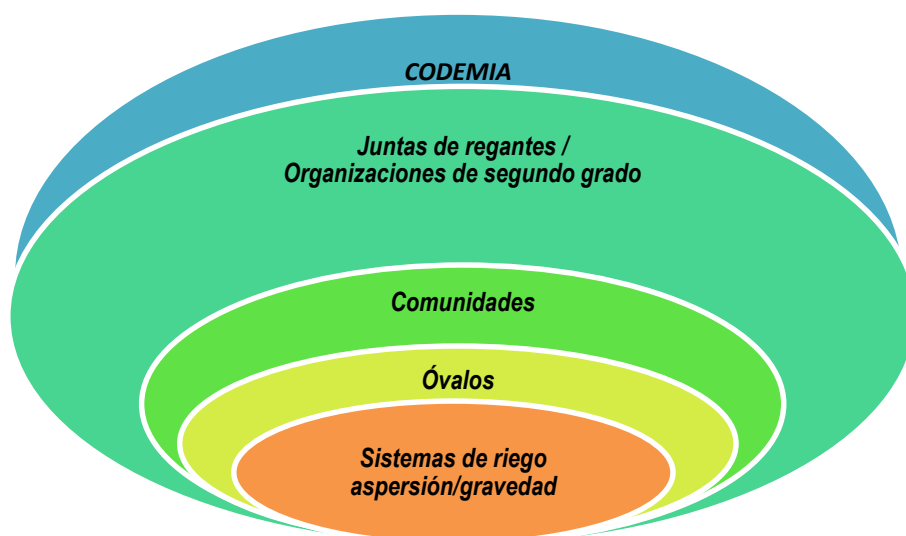 CODEMIA
Juntas de regantes /
Organizaciones de segundo grado
Comunidades
Óvalos
Sistemas de riego
aspersión/gravedad